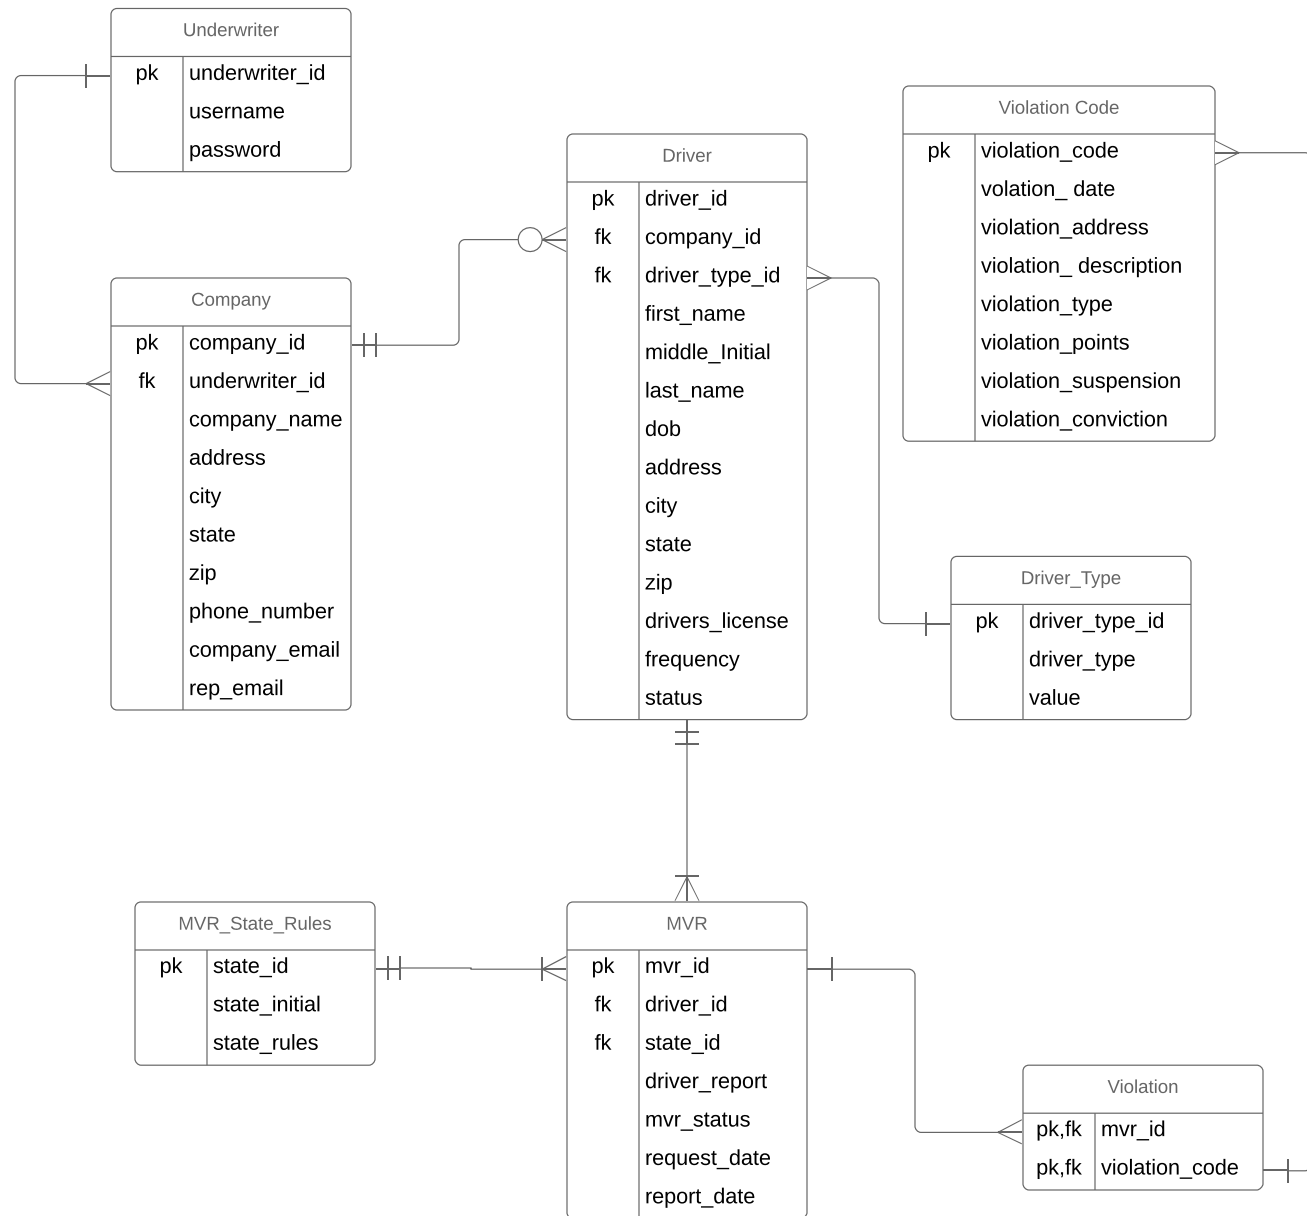 Underwriter
pk underwriter_id
username
password
Company
pk company_id
fk underwriter_id
company_name
address
city
state
zip
phone_number
company_email
rep_email
Driver
pk driver_id
fk company_id
fk driver_type_id
first_name
middle_Initial
last_name
dob
address
city
state
zip
drivers_license
frequency
status
Violation Code
pk violation_code
volation_ date
violation_address
violation_ description
violation_type
violation_points
violation_suspension
violation_conviction
Driver_Type
pk driver_type_id
driver_type
value
MVR_State_Rules
pk state_id
state_initial
state_rules
MVR
pk mvr_id
fk driver_id
fk state_id
driver_report
mvr_status
request_date
report_date
Violation
pk,fk mvr_id
pk,fk violation_code